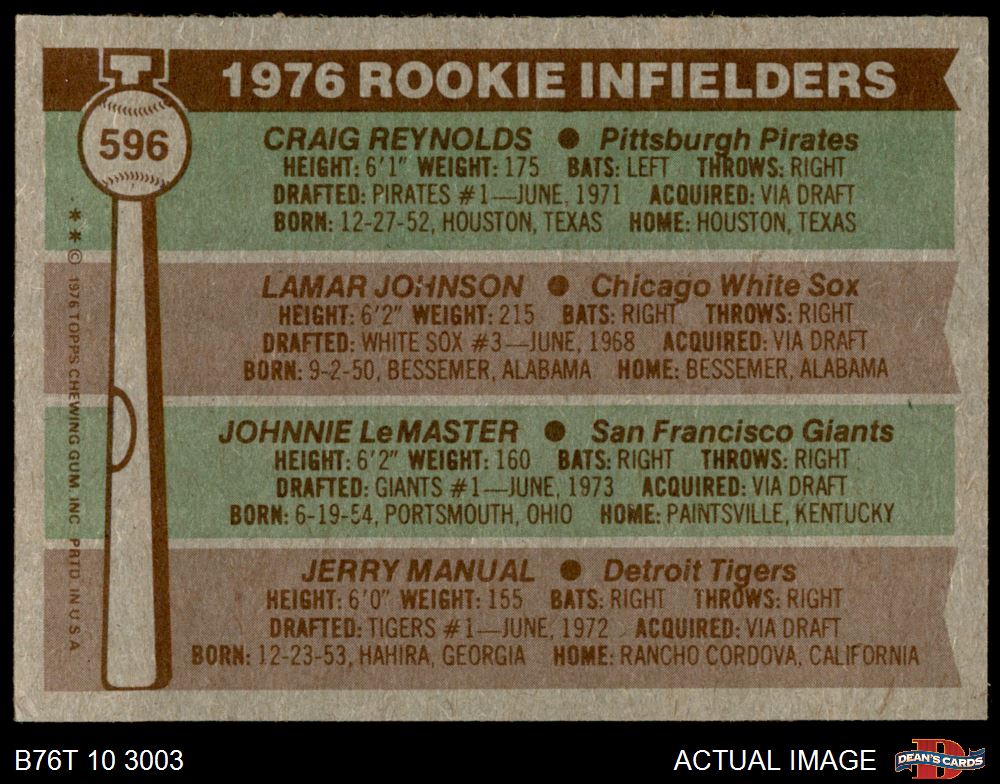 1976 ROOKIE INFIELDERS
596
CRAIG REYNOLDS ● Pittsburgh Pirates
HEIGHT: 6'1" WEIGHT: 175 BATS: LEFT THROWS: RIGHT
DRAFTED: PIRATES #1—JUNE, 1971 ACQUIRED: VIA DRAFT
BORN: 12-27-52, HOUSTON, TEXAS HOME: HOUSTON, TEXAS
LAMAR JOHNSON ● Chicago White Sox
HEIGHT: 6'2" WEIGHT: 215 BATS: RIGHT THROWS: RIGHT
DRAFTED: WHITE SOX #3—JUNE, 1968 ACQUIRED: VIA DRAFT
BORN: 9-2-50, BESSEMER, ALABAMA HOME: BESSEMER, ALABAMA
JOHNNIE LeMASTER ● San Francisco Giants
HEIGHT: 6'2" WEIGHT: 160 BATS: RIGHT THROWS: RIGHT
DRAFTED: GIANTS #1—JUNE, 1973 ACQUIRED: VIA DRAFT
BORN: 6-19-54, PORTSMOUTH, OHIO HOME: PAINTSVILLE, KENTUCKY
JERRY MANUAL ● Detroit Tigers
HEIGHT: 6'0" WEIGHT: 155 BATS: RIGHT THROWS: RIGHT
DRAFTED: TIGERS #1—JUNE, 1972 ACQUIRED: VIA DRAFT
BORN: 12-23-53, HAHIRA, GEORGIA HOME: RANCHO CORDOVA, CALIFORNIA
* * © 1976 TOPPS CHEWING GUM, INC. PRTD. IN U.S.A.
B76T 10 3003
ACTUAL IMAGE
D
DEAN'S CARDS